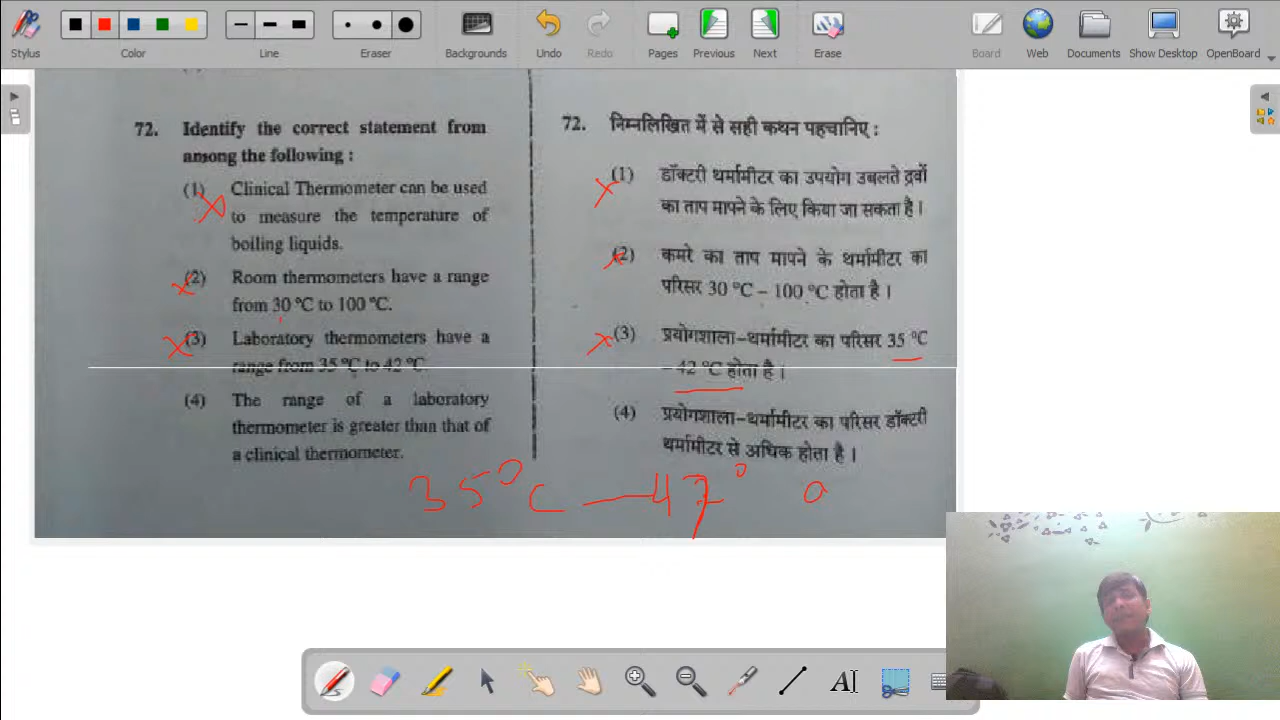 Stylus
Color
Line
Eraser
Backgrounds
Undo
Redo
Pages
Previous
Next
Erase
Board
Web
Documents
Show Desktop
OpenBoard
72. Identify the correct statement from
among the following :
(1) Clinical Thermometer can be used
to measure the temperature of
boiling liquids.
(2) Room thermometers have a range
from 30 °C to 100 °C.
(3) Laboratory thermometers have a
range from 35 °C to 42 °C.
(4) The range of a laboratory
thermometer is greater than that of
a clinical thermometer.
72. निम्नलिखित में से सही कथन पहचानिए :
(1) डॉक्टरी थर्मामीटर का उपयोग उबलते द्रवों
का ताप मापने के लिए किया जा सकता है।
(2) कमरे का ताप मापने के थर्मामीटर का
परिसर 30 °C – 100 °C होता है।
(3) प्रयोगशाला-थर्मामीटर का परिसर 35 °C
– 42 °C होता है।
(4) प्रयोगशाला-थर्मामीटर का परिसर डॉक्टरी
थर्मामीटर से अधिक होता है।
35°C — 47°